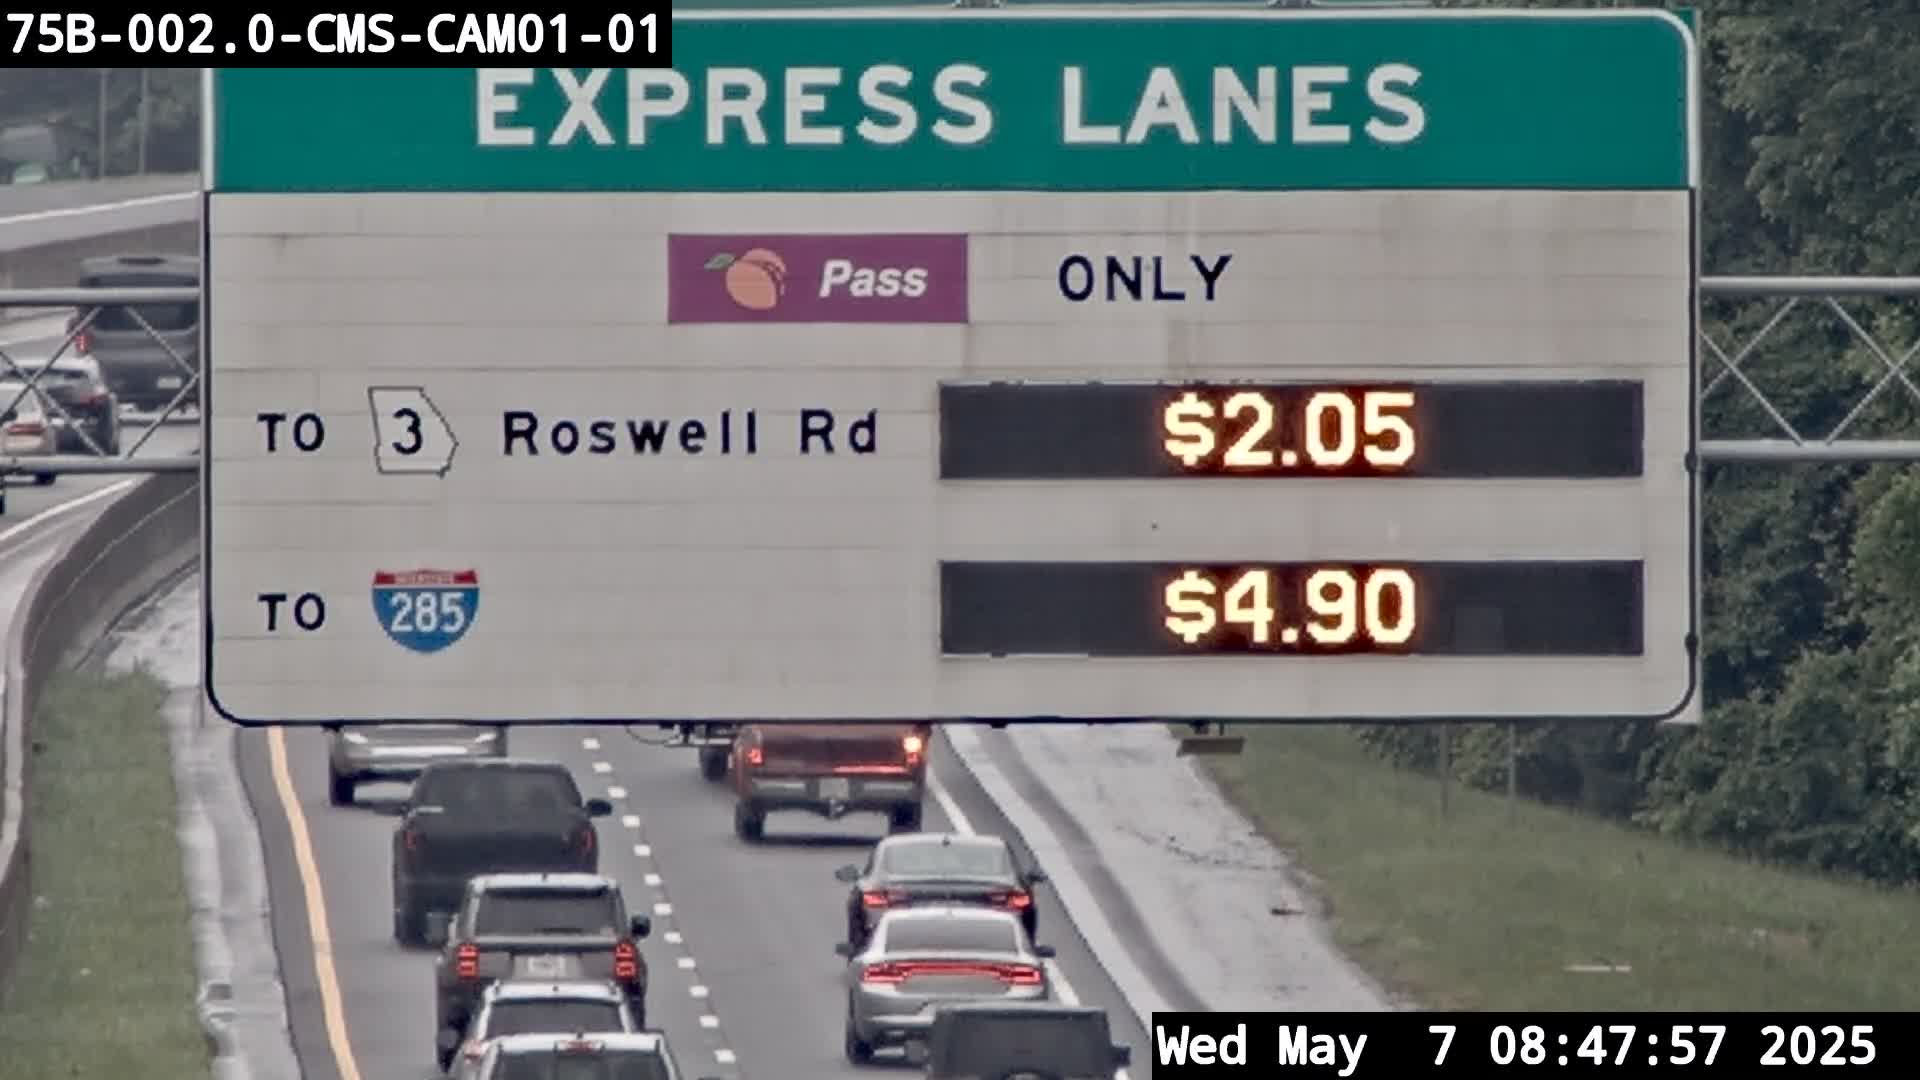 75B-002.0-CMS-CAM01-01
EXPRESS LANES
Pass ONLY
TO 3 Roswell Rd $2.05
TO 285 $4.90
Wed May 7 08:47:57 2025